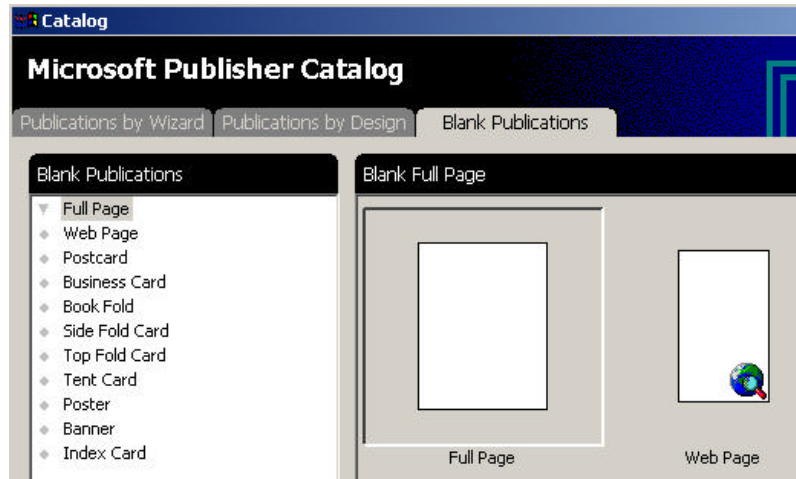 Catalog
Microsoft Publisher Catalog
Publications by Wizard Publications by Design Blank Publications
Blank Publications
Full Page
Web Page
Postcard
Business Card
Book Fold
Side Fold Card
Top Fold Card
Tent Card
Poster
Banner
Index Card
Blank Full Page
Full Page Web Page